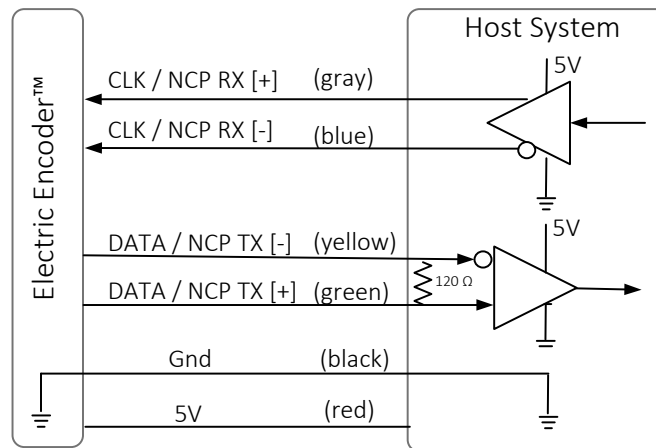 Host System
5V
CLK / NCP RX [+] (gray)
CLK / NCP RX [-] (blue)
Electric Encoder™
5V
DATA / NCP TX [-] (yellow)
120 Ω
DATA / NCP TX [+] (green)
Gnd (black)
5V (red)